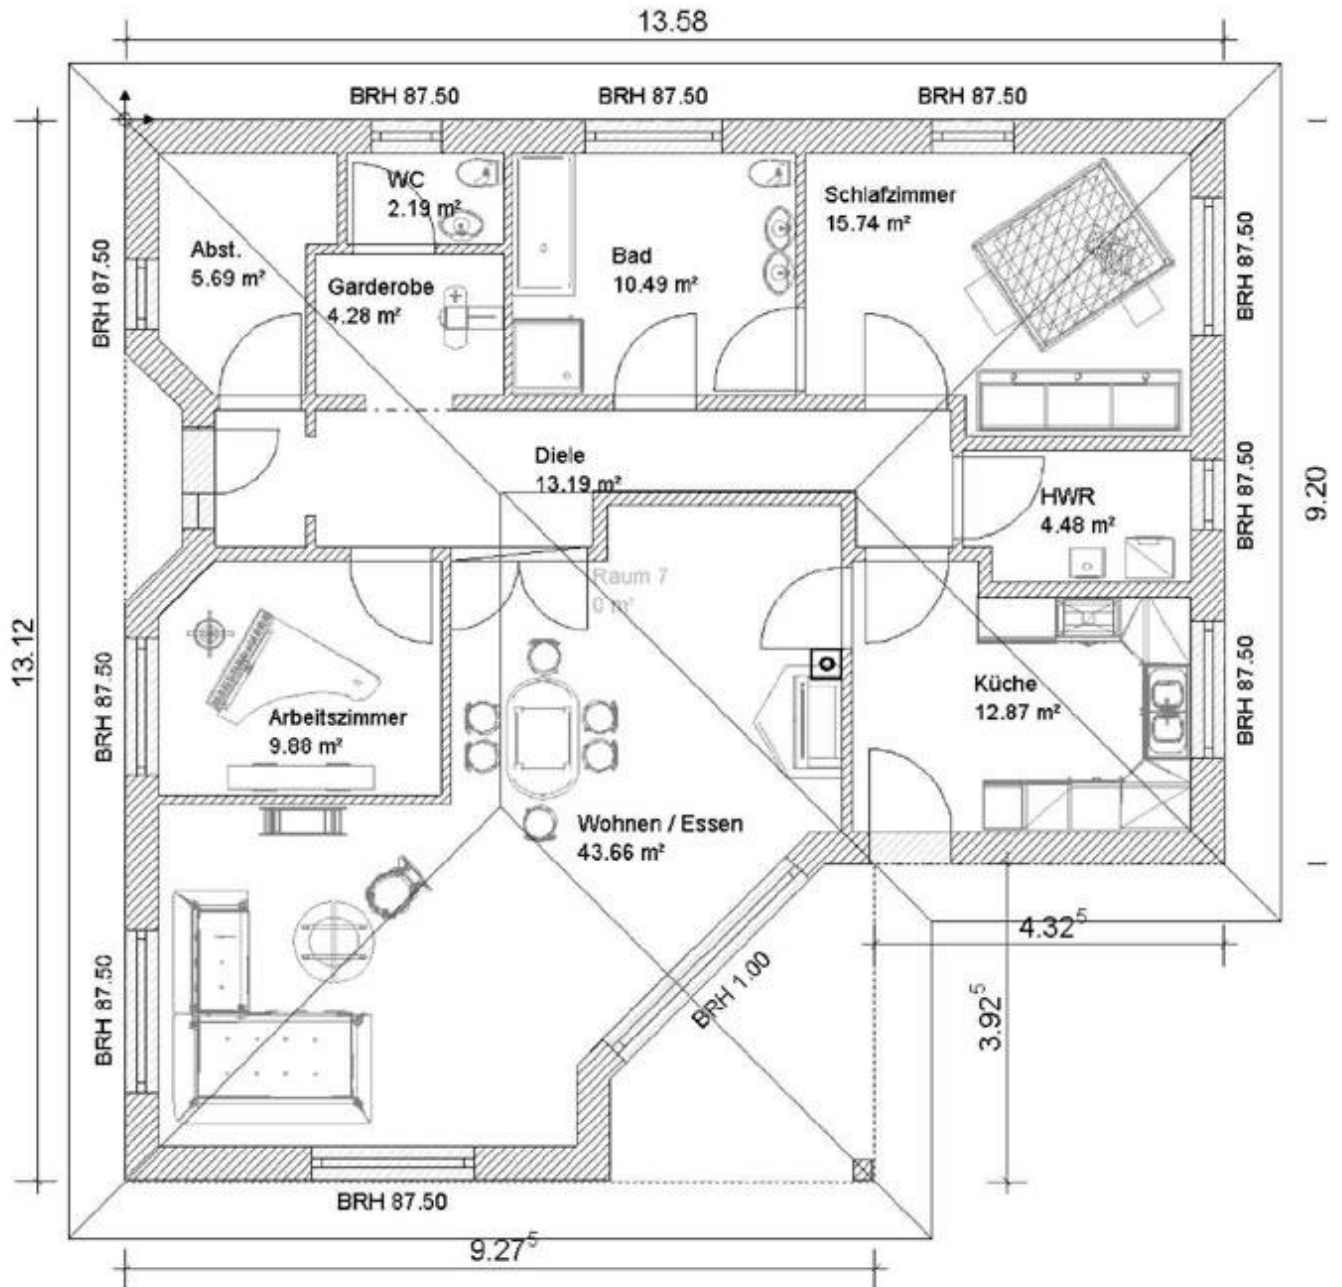 13.58
BRH 87.50
BRH 87.50
BRH 87.50
WC
2.19 m²
Schlafzimmer
15.74 m²
Abst.
5.69 m²
Bad
10.49 m²
Garderobe
4.28 m²
BRH 87.50
BRH 87.50
Diele
13.19 m²
HWR
4.48 m²
BRH 87.50
9.20
Raum 7
0 m²
13.12
BRH 87.50
Arbeitszimmer
9.88 m²
Küche
12.87 m²
BRH 87.50
Wohnen / Essen
43.66 m²
BRH 87.50
BRH 1.00
4.32⁵
3.92⁵
BRH 87.50
9.27⁵